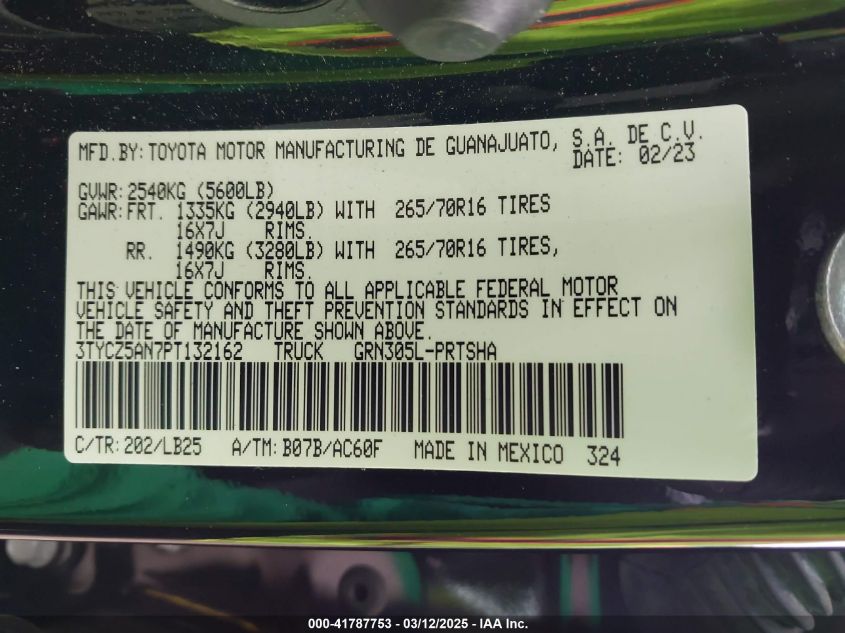 MFD.BY: TOYOTA MOTOR MANUFACTURING DE GUANAJUATO, S.A. DE C.V.
DATE: 02/23
GVWR: 2540KG (5600LB)
GAWR: FRT. 1335KG (2940LB) WITH 265/70R16 TIRES
16X7J RIMS.
RR. 1490KG (3280LB) WITH 265/70R16 TIRES,
16X7J RIMS.
THIS VEHICLE CONFORMS TO ALL APPLICABLE FEDERAL MOTOR
VEHICLE SAFETY AND THEFT PREVENTION STANDARDS IN EFFECT ON
THE DATE OF MANUFACTURE SHOWN ABOVE.
3TYCZ5AN7PT132162 TRUCK GRN305L-PRTSHA
C/TR: 202/LB25 A/TM: B07B/AC60F MADE IN MEXICO 324
000-41787753 - 03/12/2025 - IAA Inc.